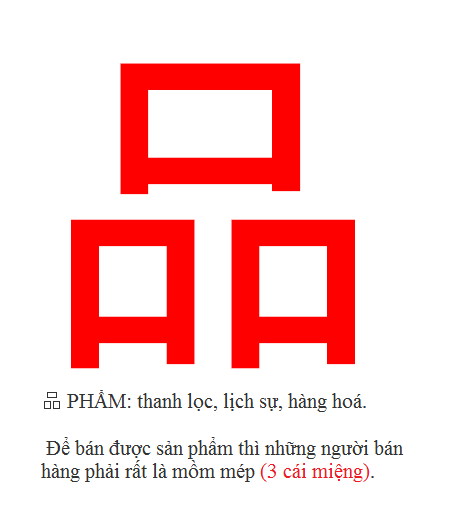 品
品 PHẨM: thanh lọc, lịch sự, hàng hoá.
Để bán được sản phẩm thì những người bán
hàng phải rất là mồm mép (3 cái miệng).